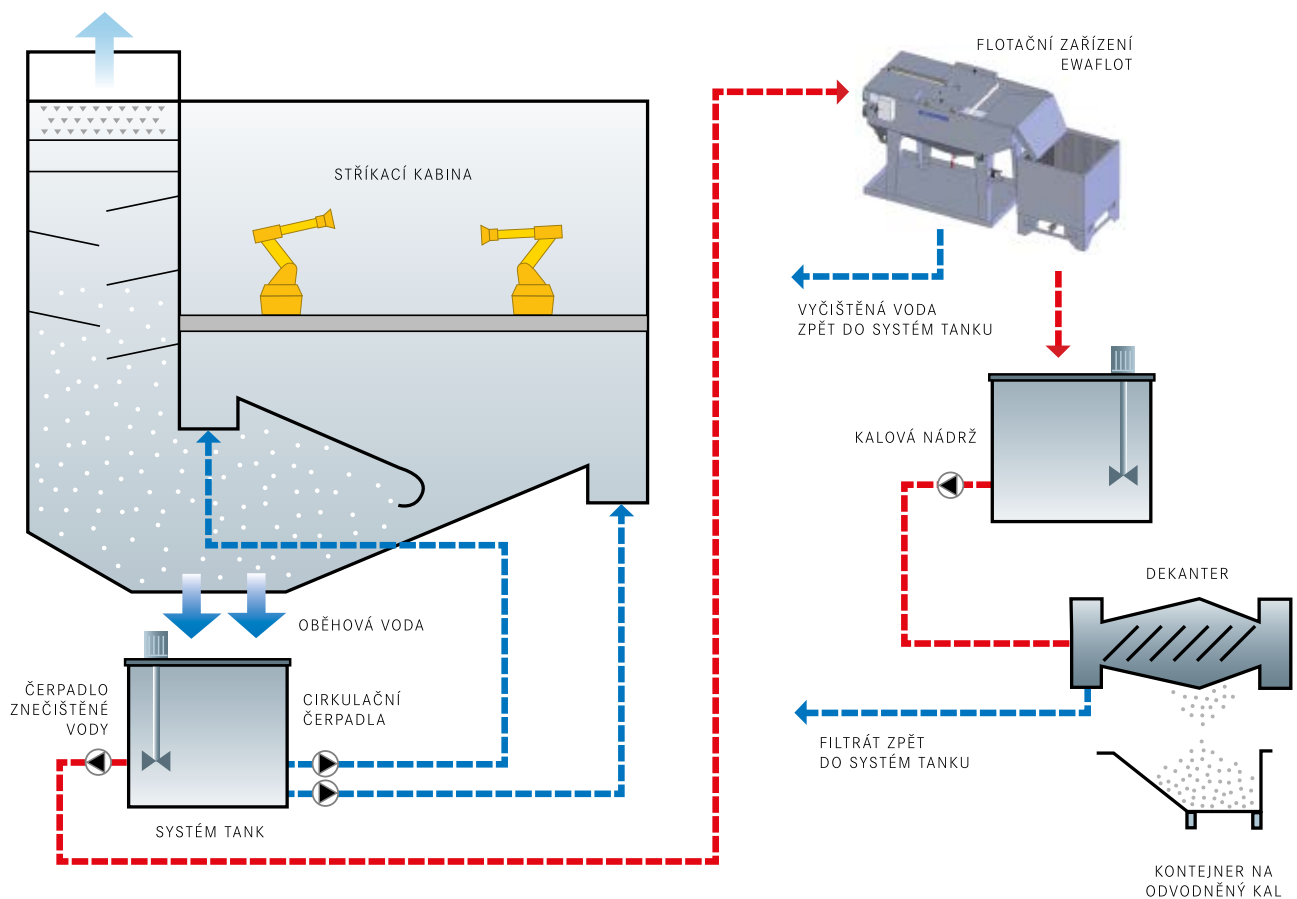 FLOTAČNÍ ZAŘÍZENÍ
EWAFLOT
STŘÍKACÍ KABINA
VYČIŠTĚNÁ VODA
ZPĚT DO SYSTÉM TANKU
KALOVÁ NÁDRŽ
DEKANTER
OBĚHOVÁ VODA
ČERPADLO
ZNEČIŠTĚNÉ
VODY
CIRKULAČNÍ
ČERPADLA
FILTRÁT ZPĚT
DO SYSTÉM TANKU
SYSTÉM TANK
KONTEJNER NA
ODVODNĚNÝ KAL